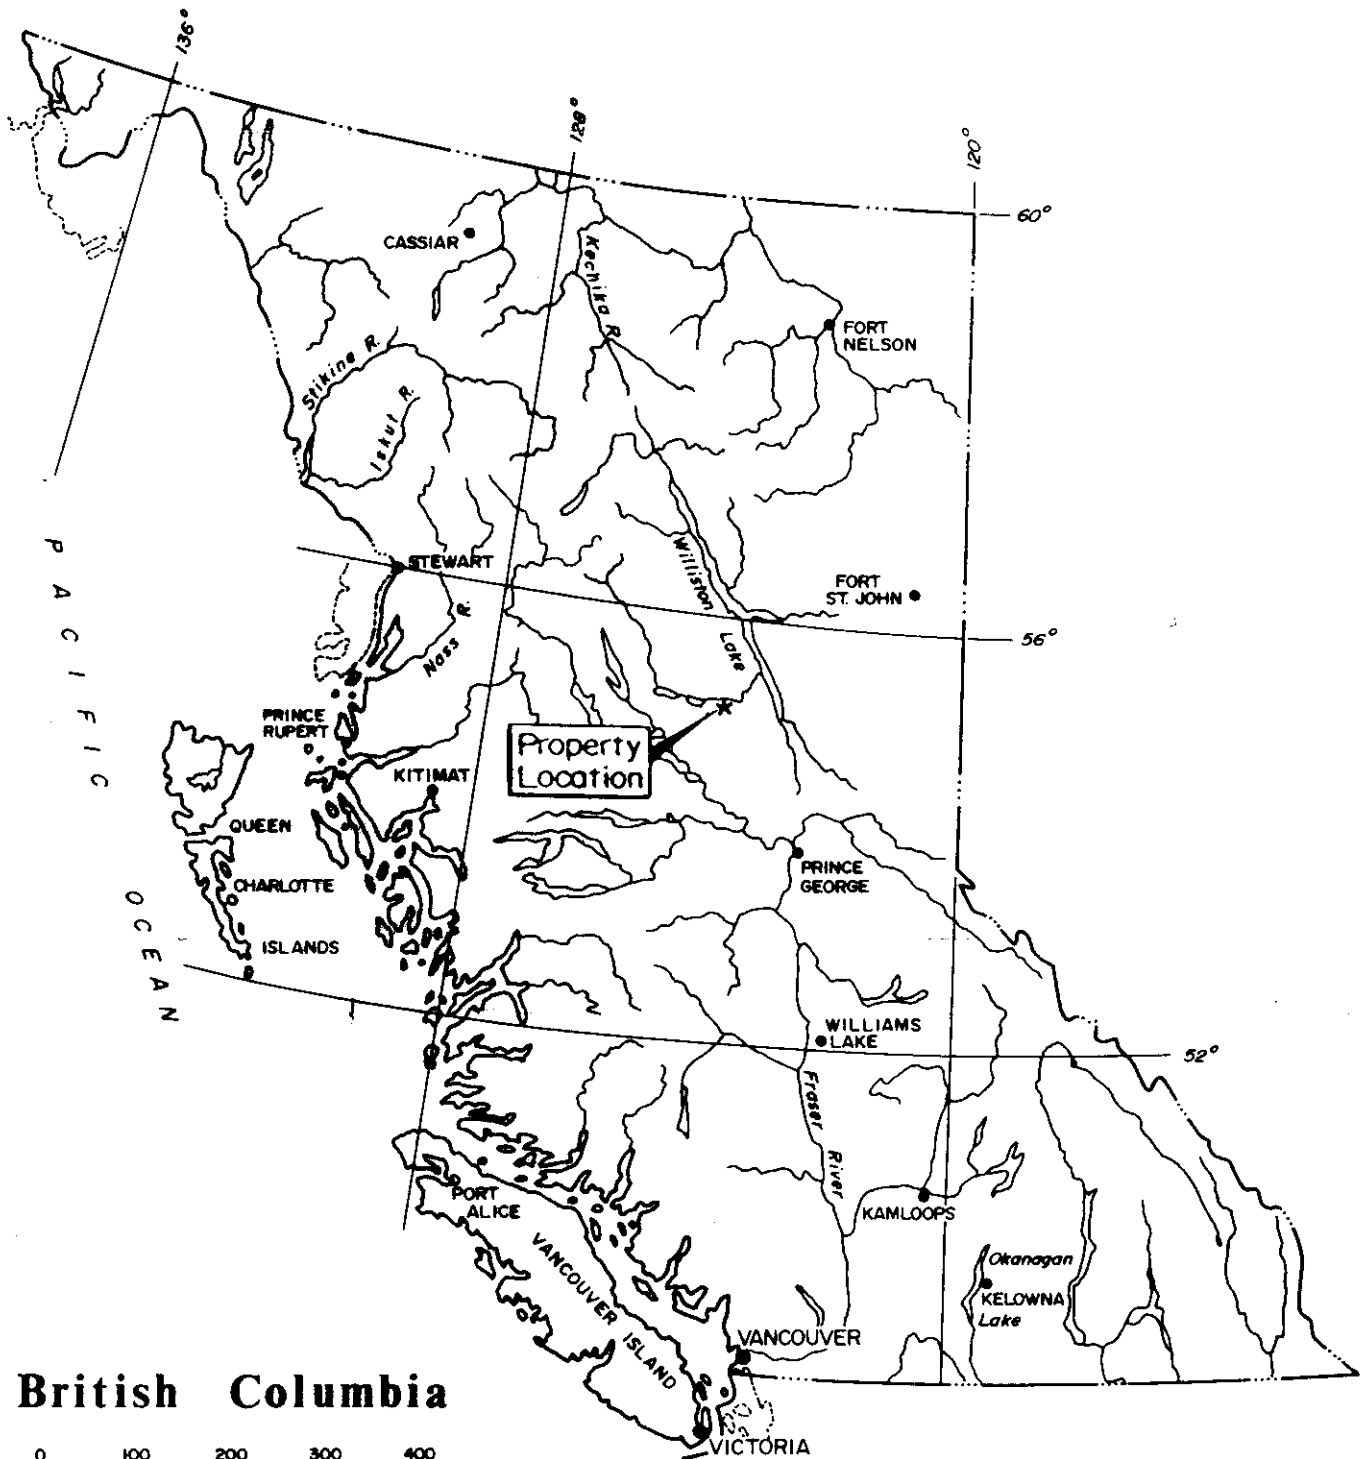 136°
128°
120°
60°
CASSIAR
Kechika R.
FORT
NELSON
Stikine R.
Iskut R.
PACIFIC
OCEAN
STEWART
Williston
Lake
FORT
ST. JOHN
56°
Nass R.
PRINCE
RUPERT
Property
Location
KITIMAT
QUEEN
CHARLOTTE
ISLANDS
PRINCE
GEORGE
WILLIAMS
LAKE
52°
Fraser
River
PORT
ALICE
KAMLOOPS
VANCOUVER ISLAND
Okanagan
KELOWNA
Lake
VANCOUVER
British Columbia
VICTORIA
0 100 200 300 400